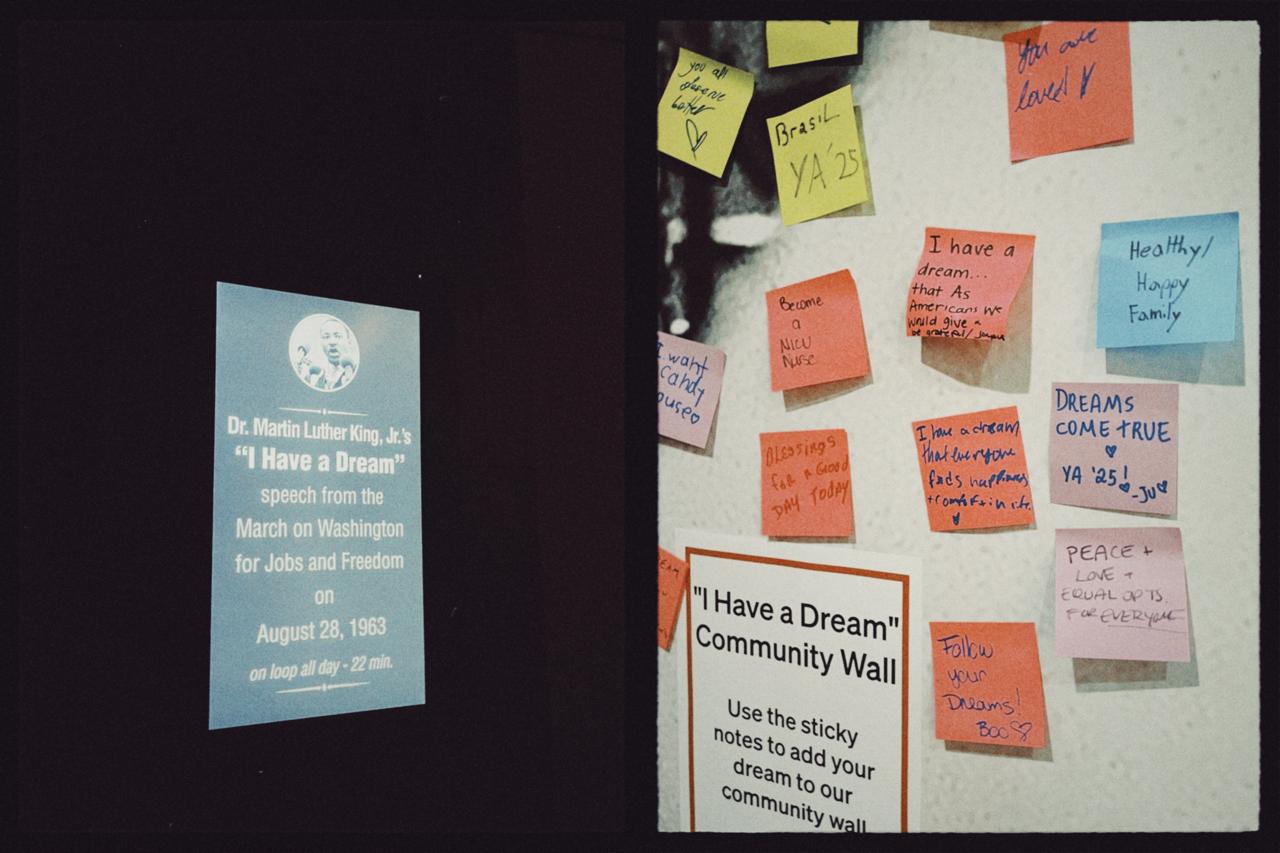 Dr. Martin Luther King, Jr.'s
"I Have a Dream"
speech from the
March on Washington
for Jobs and Freedom
on
August 28, 1963
on loop all day - 22 min.
you all
deserve
better
Brasil
YA '25
You are
loved
I have a
dream...
that As
Americans we
would give
be grateful/
Healthy/
Happy
Family
Become
a
NICU
Nurse
I want
Candy
DREAMS
COME TRUE
YA '25!
-JU
BLESSINGS
FOR A GOOD
DAY TODAY
I have a dream
that everyone
finds happiness
+ comfort in life.
PEACE +
LOVE +
EQUAL OPTS.
FOR EVERYONE
"I Have a Dream"
Community Wall
Use the sticky
notes to add your
dream to our
community wall
Follow
your
Dreams!
Boo